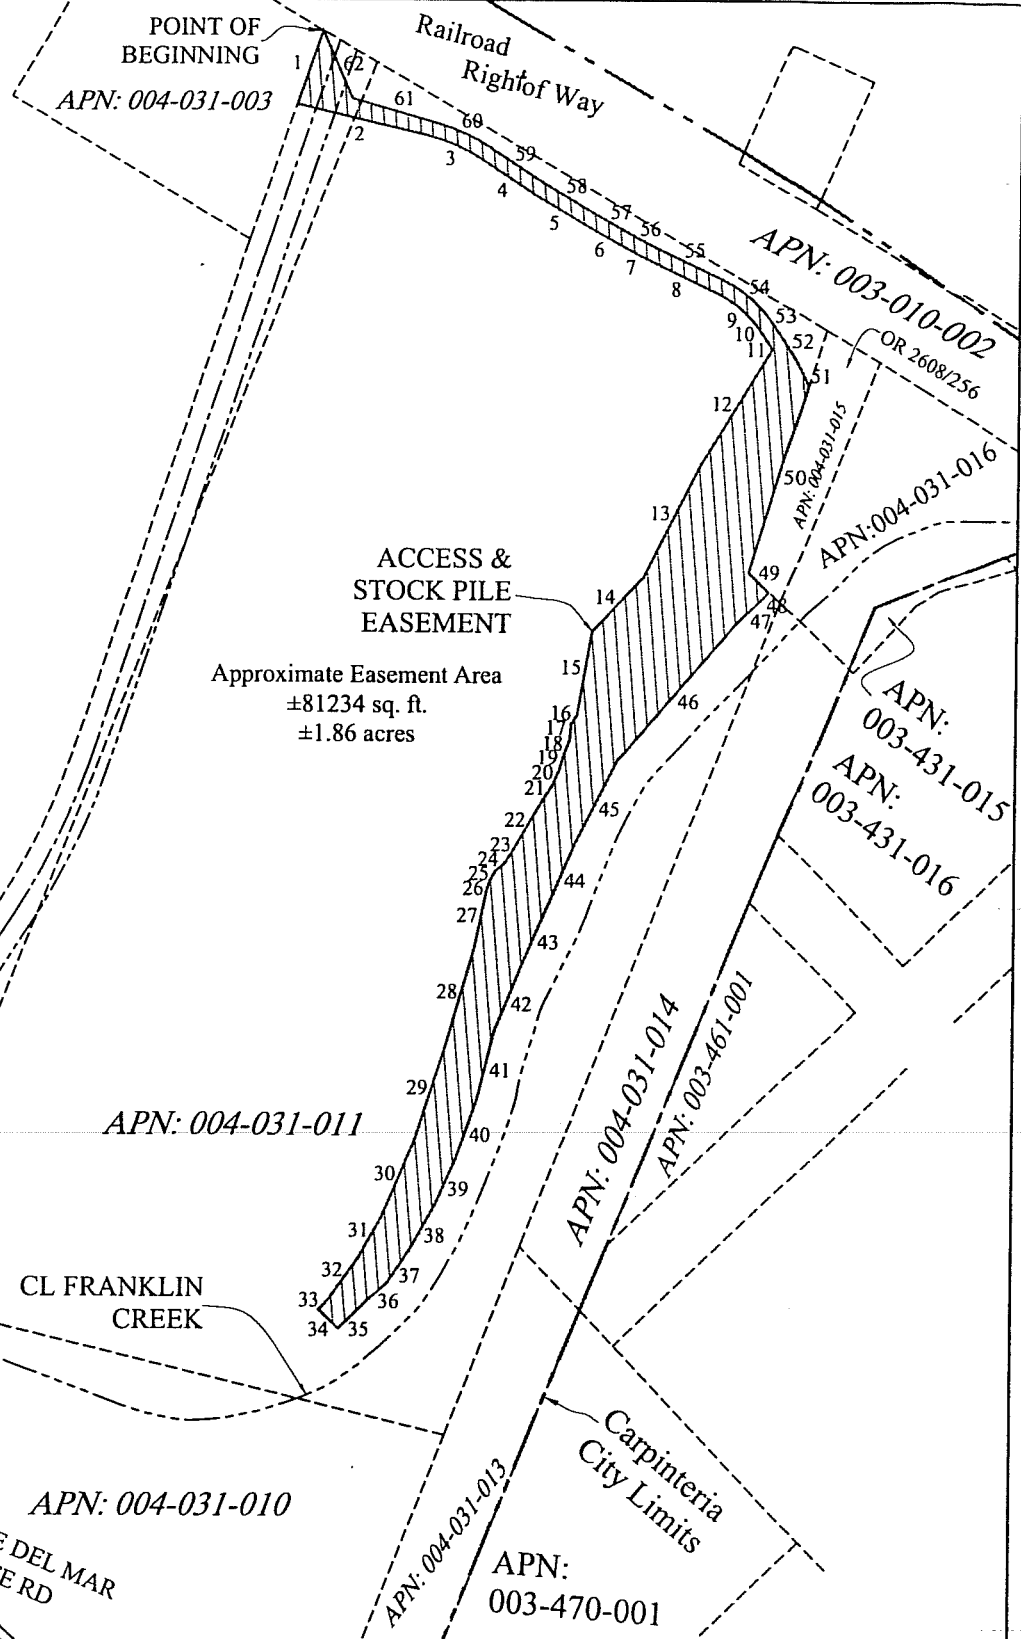 POINT OF
BEGINNING
APN: 004-031-003
Railroad
Right of Way
1
62
61
2
60
3
59
4
58
5
57
6
56
7
55
8
54
9
53
10
52
11
51
APN: 003-010-002
OR 2608/256
12
50
APN: 004-031-015
APN:004-031-016
13
49
48
47
ACCESS &
STOCK PILE
EASEMENT
14
Approximate Easement Area
±81234 sq. ft.
±1.86 acres
15
46
16
17
18
19
20
21
APN:
003-431-015
APN:
003-431-016
45
22
23
24
25
26
44
27
43
28
42
41
29
40
APN: 004-031-014
APN: 003-461-001
APN: 004-031-011
30
39
31
38
32
37
33
36
34
35
CL FRANKLIN
CREEK
Carpinteria
City Limits
APN: 004-031-010
APN: 004-031-013
E DEL MAR
E RD
APN:
003-470-001